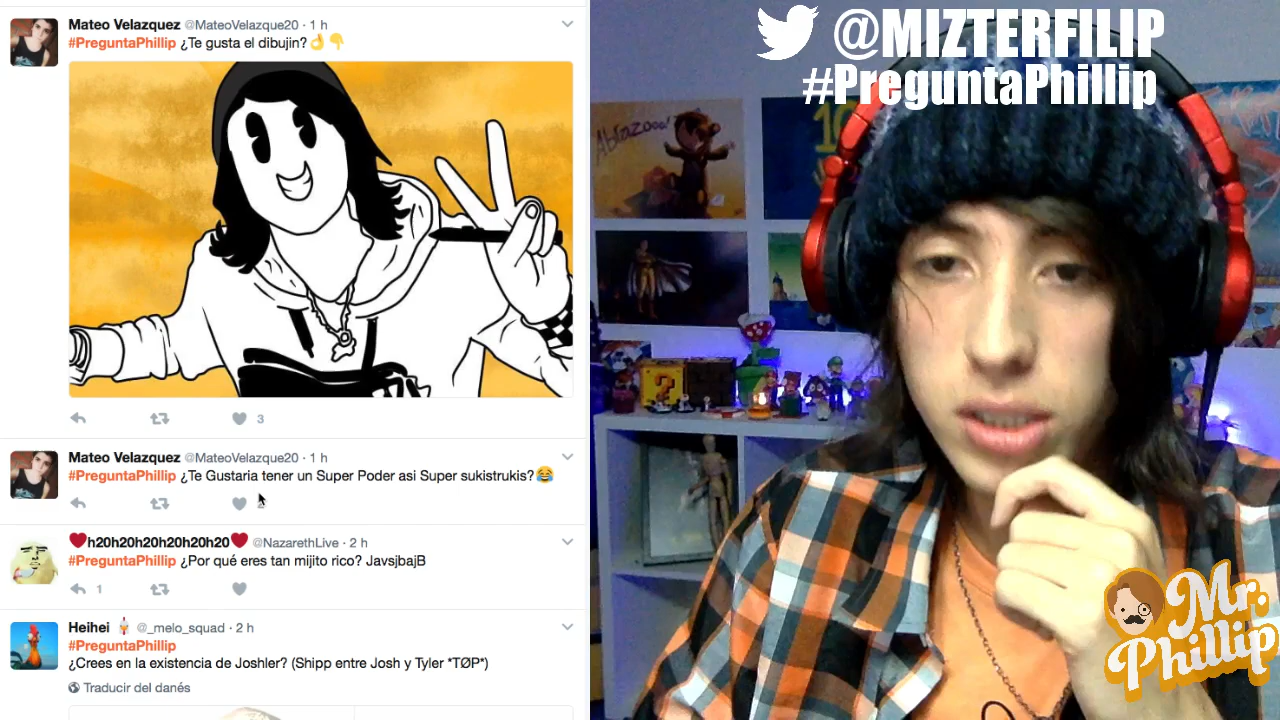 Mateo Velazquez @MateoVelazque20 · 1 h
#PreguntaPhillip ¿Te gusta el dibujin?👌👇
3
Mateo Velazquez @MateoVelazque20 · 1 h
#PreguntaPhillip ¿Te Gustaria tener un Super Poder asi Super sukistrukis?😂
❤h20h20h20h20h20h20❤ @NazarethLive · 2 h
#PreguntaPhillip ¿Por qué eres tan mijito rico? JavsjbajB
1
Heihei @_melo_squad · 2 h
#PreguntaPhillip
¿Crees en la existencia de Joshler? (Shipp entre Josh y Tyler *TØP*)
Traducir del danés
@MIZTERFILIP
#PreguntaPhillip
Abrazooo!
Mr.
Phillip